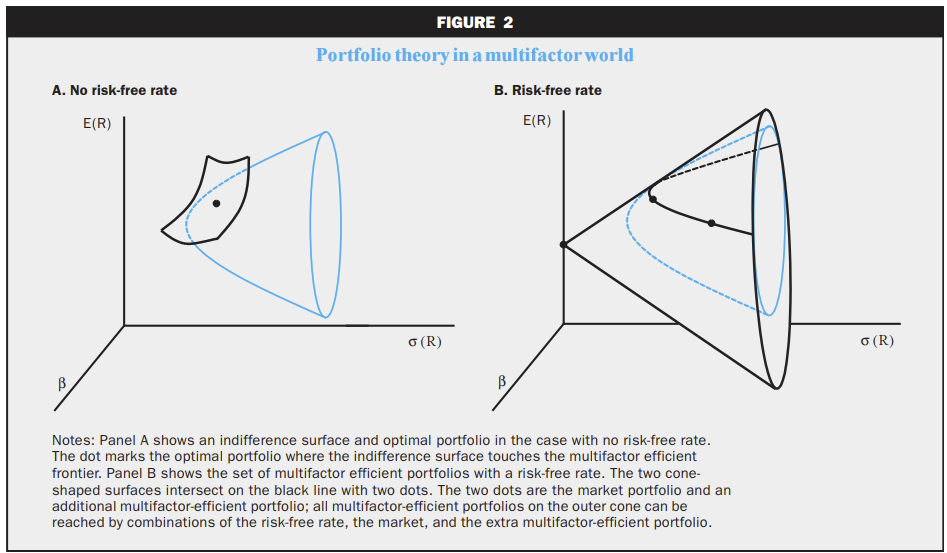 FIGURE 2
Portfolio theory in a multifactor world
A. No risk-free rate
B. Risk-free rate
E(R)
E(R)
σ (R)
σ (R)
β
β
Notes: Panel A shows an indifference surface and optimal portfolio in the case with no risk-free rate.
The dot marks the optimal portfolio where the indifference surface touches the multifactor efficient
frontier. Panel B shows the set of multifactor efficient portfolios with a risk-free rate. The two cone-
shaped surfaces intersect on the black line with two dots. The two dots are the market portfolio and an
additional multifactor-efficient portfolio; all multifactor-efficient portfolios on the outer cone can be
reached by combinations of the risk-free rate, the market, and the extra multifactor-efficient portfolio.